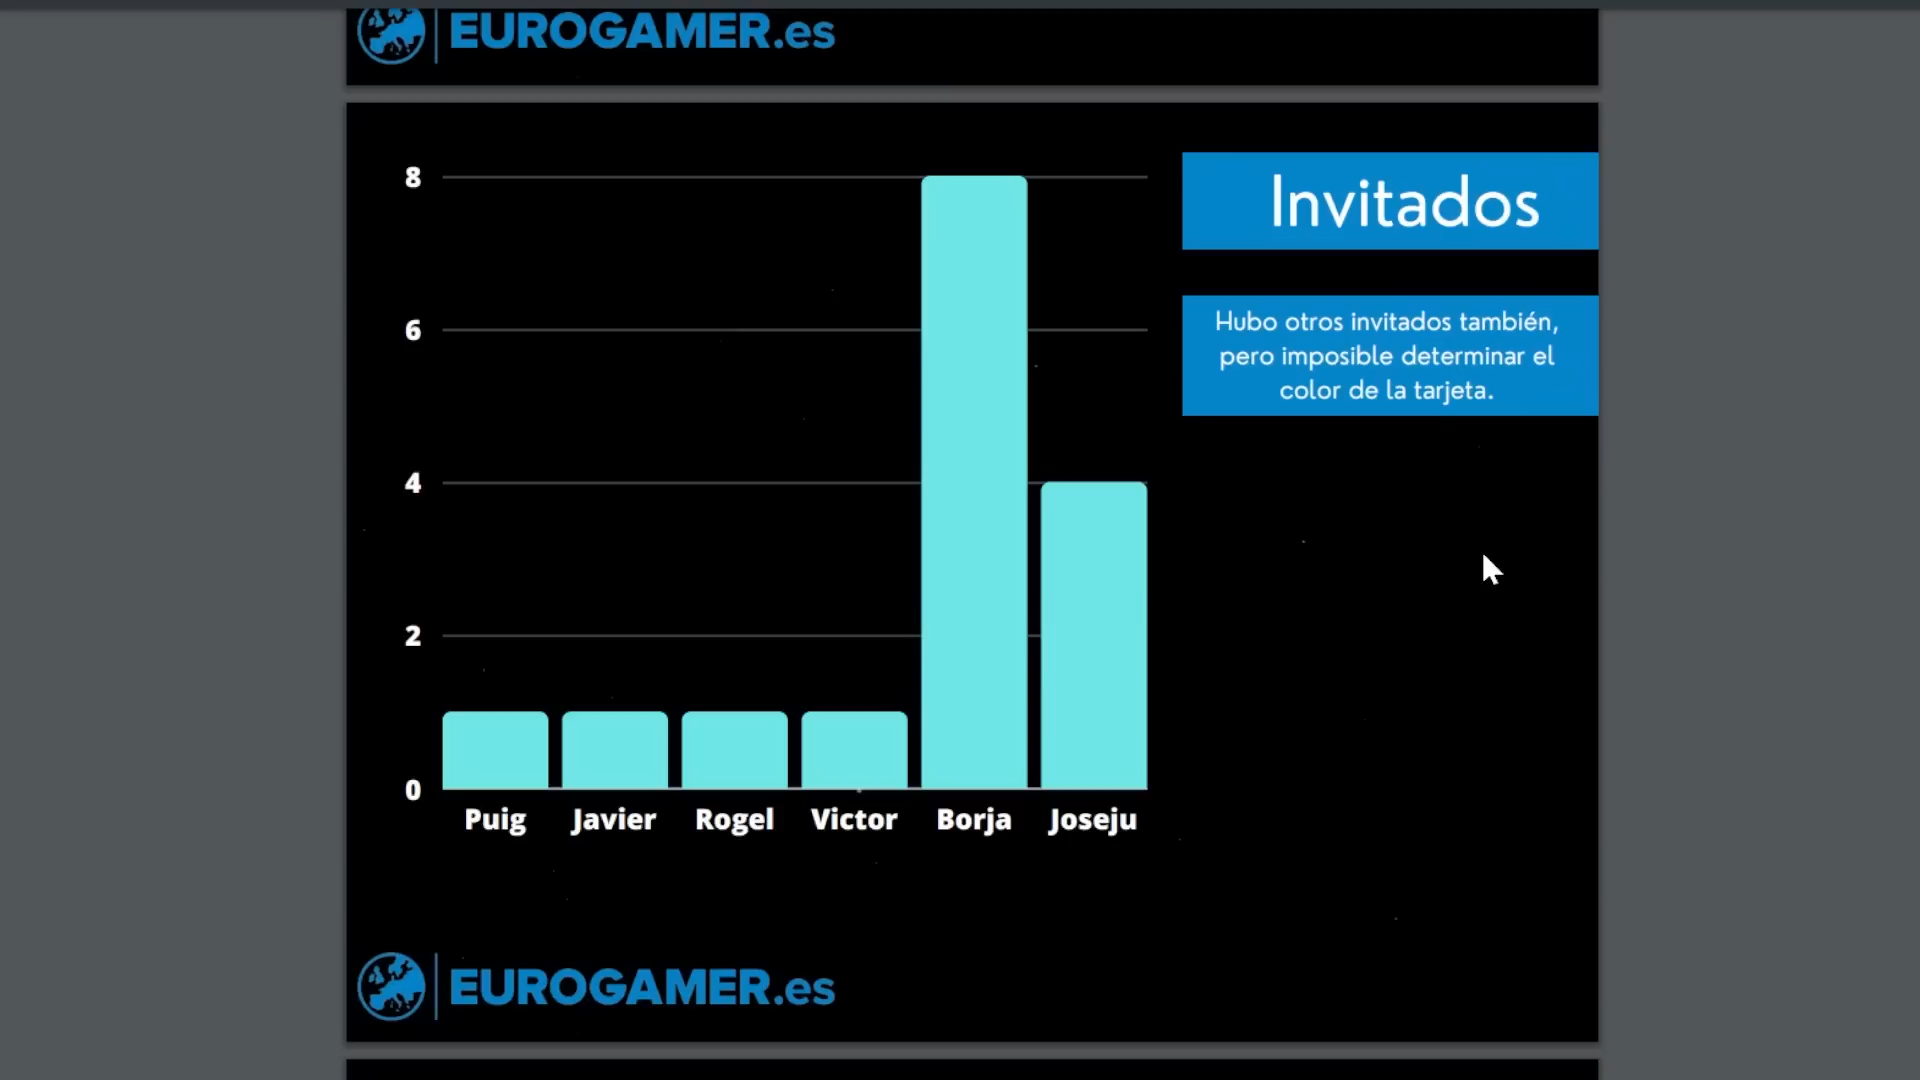 EUROGAMER.es
8
6
4
2
0
Puig Javier Rogel Victor Borja Joseju
Invitados
Hubo otros invitados también,
pero imposible determinar el
color de la tarjeta.
EUROGAMER.es